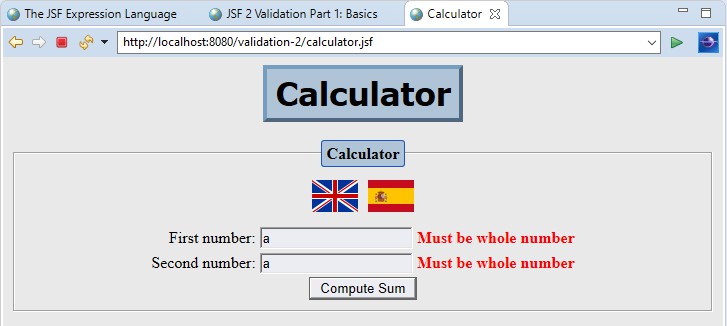 The JSF Expression Language JSF 2 Validation Part 1: Basics Calculator
http://localhost:8080/validation-2/calculator.jsf
Calculator
Calculator
First number: a Must be whole number
Second number: a Must be whole number
Compute Sum